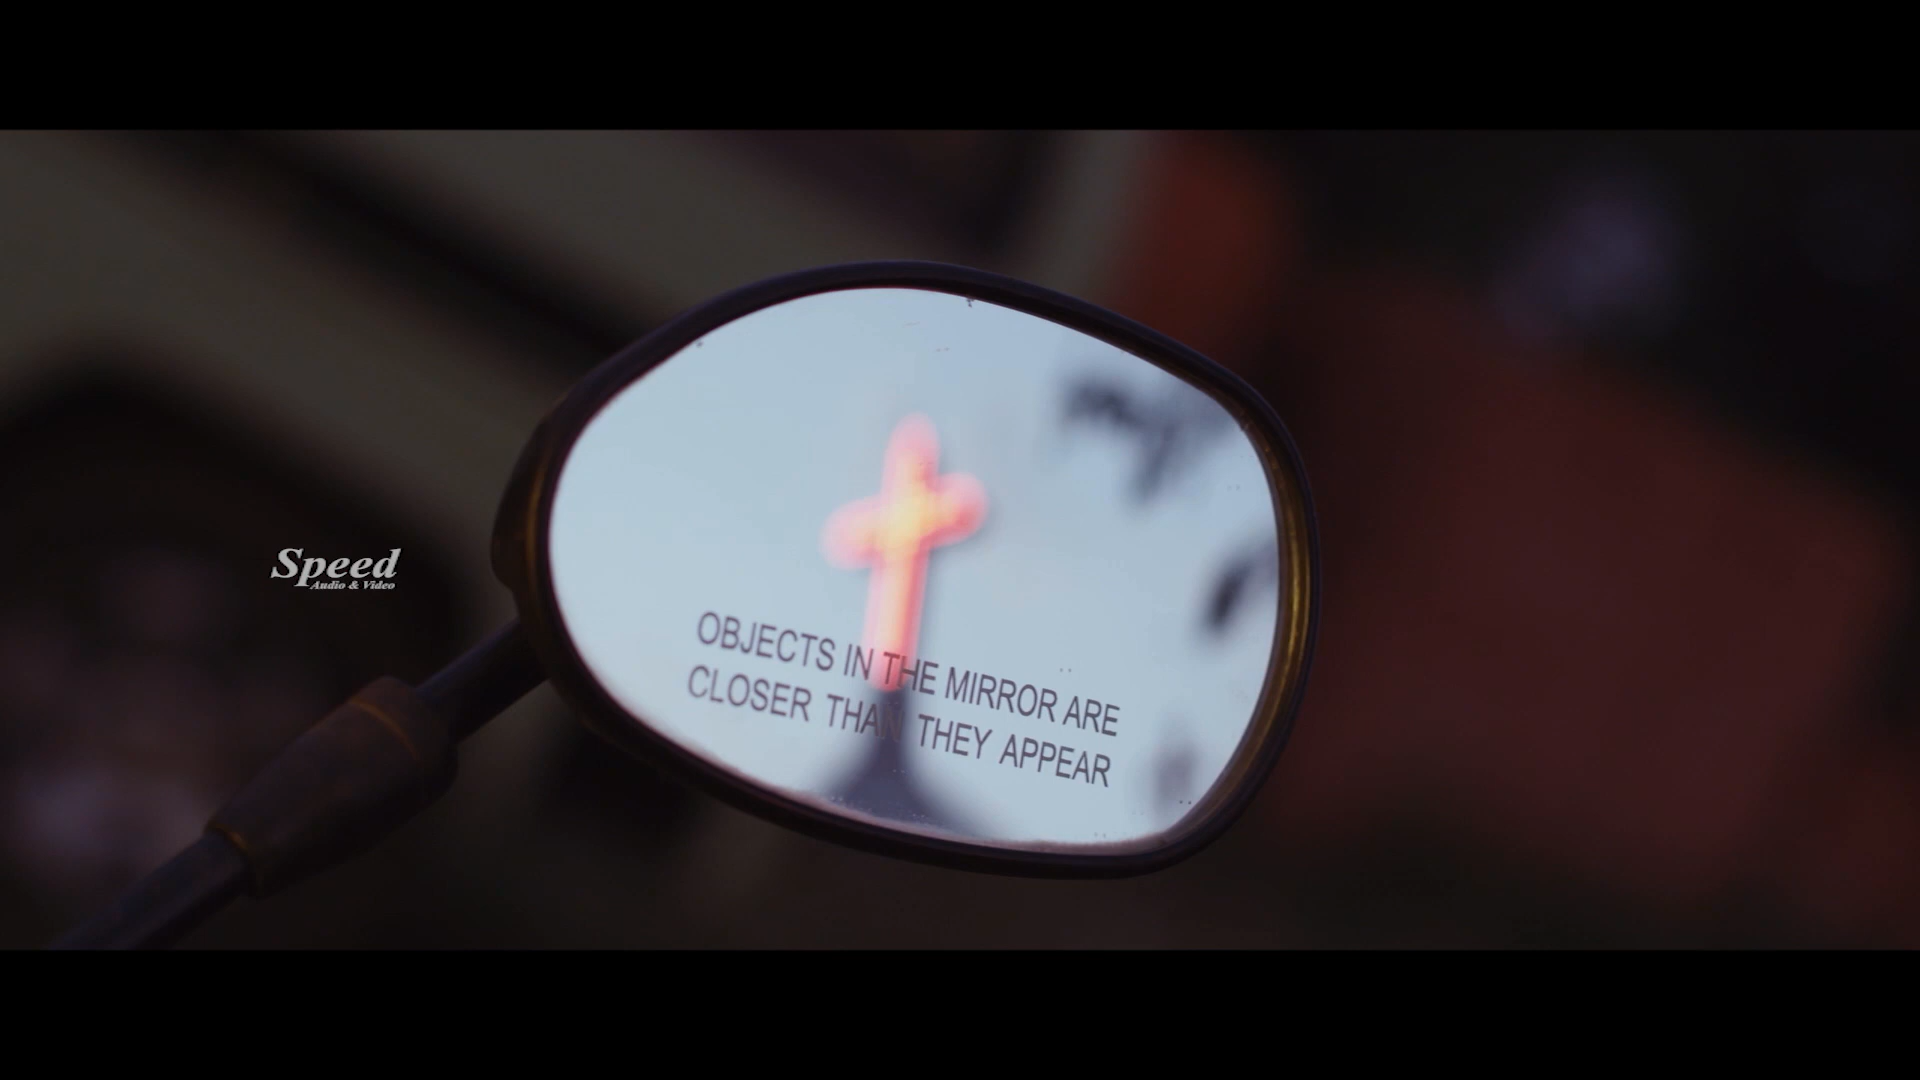 Speed
Audio & Video
OBJECTS IN THE MIRROR ARE
CLOSER THAN THEY APPEAR